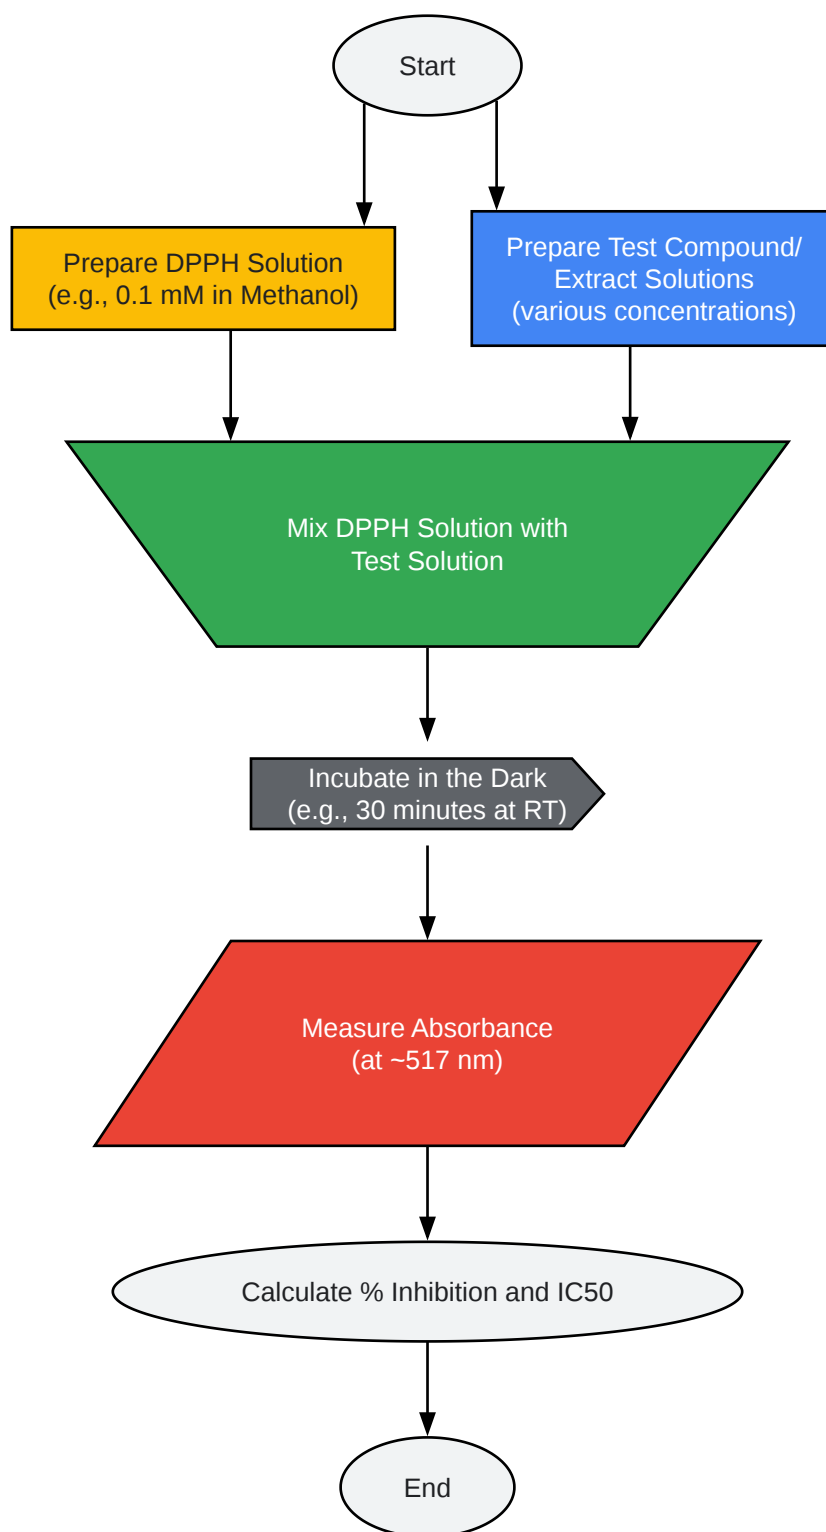 Start
Prepare DPPH Solution
(e.g., 0.1 mM in Methanol)
Prepare Test Compound/
Extract Solutions
(various concentrations)
Mix DPPH Solution with
Test Solution
Incubate in the Dark
(e.g., 30 minutes at RT)
Measure Absorbance
(at ~517 nm)
Calculate % Inhibition and IC50
End